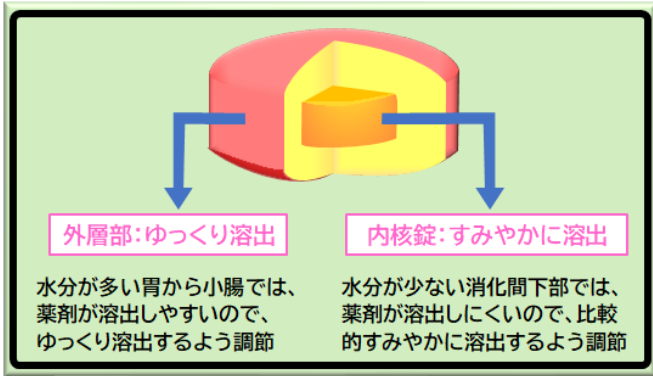 外層部：ゆっくり溶出
水分が多い胃から小腸では、
薬剤が溶出しやすいので、
ゆっくり溶出するよう調節
内核錠：すみやかに溶出
水分が少ない消化間下部では、
薬剤が溶出しにくいので、比較
的すみやかに溶出するよう調節